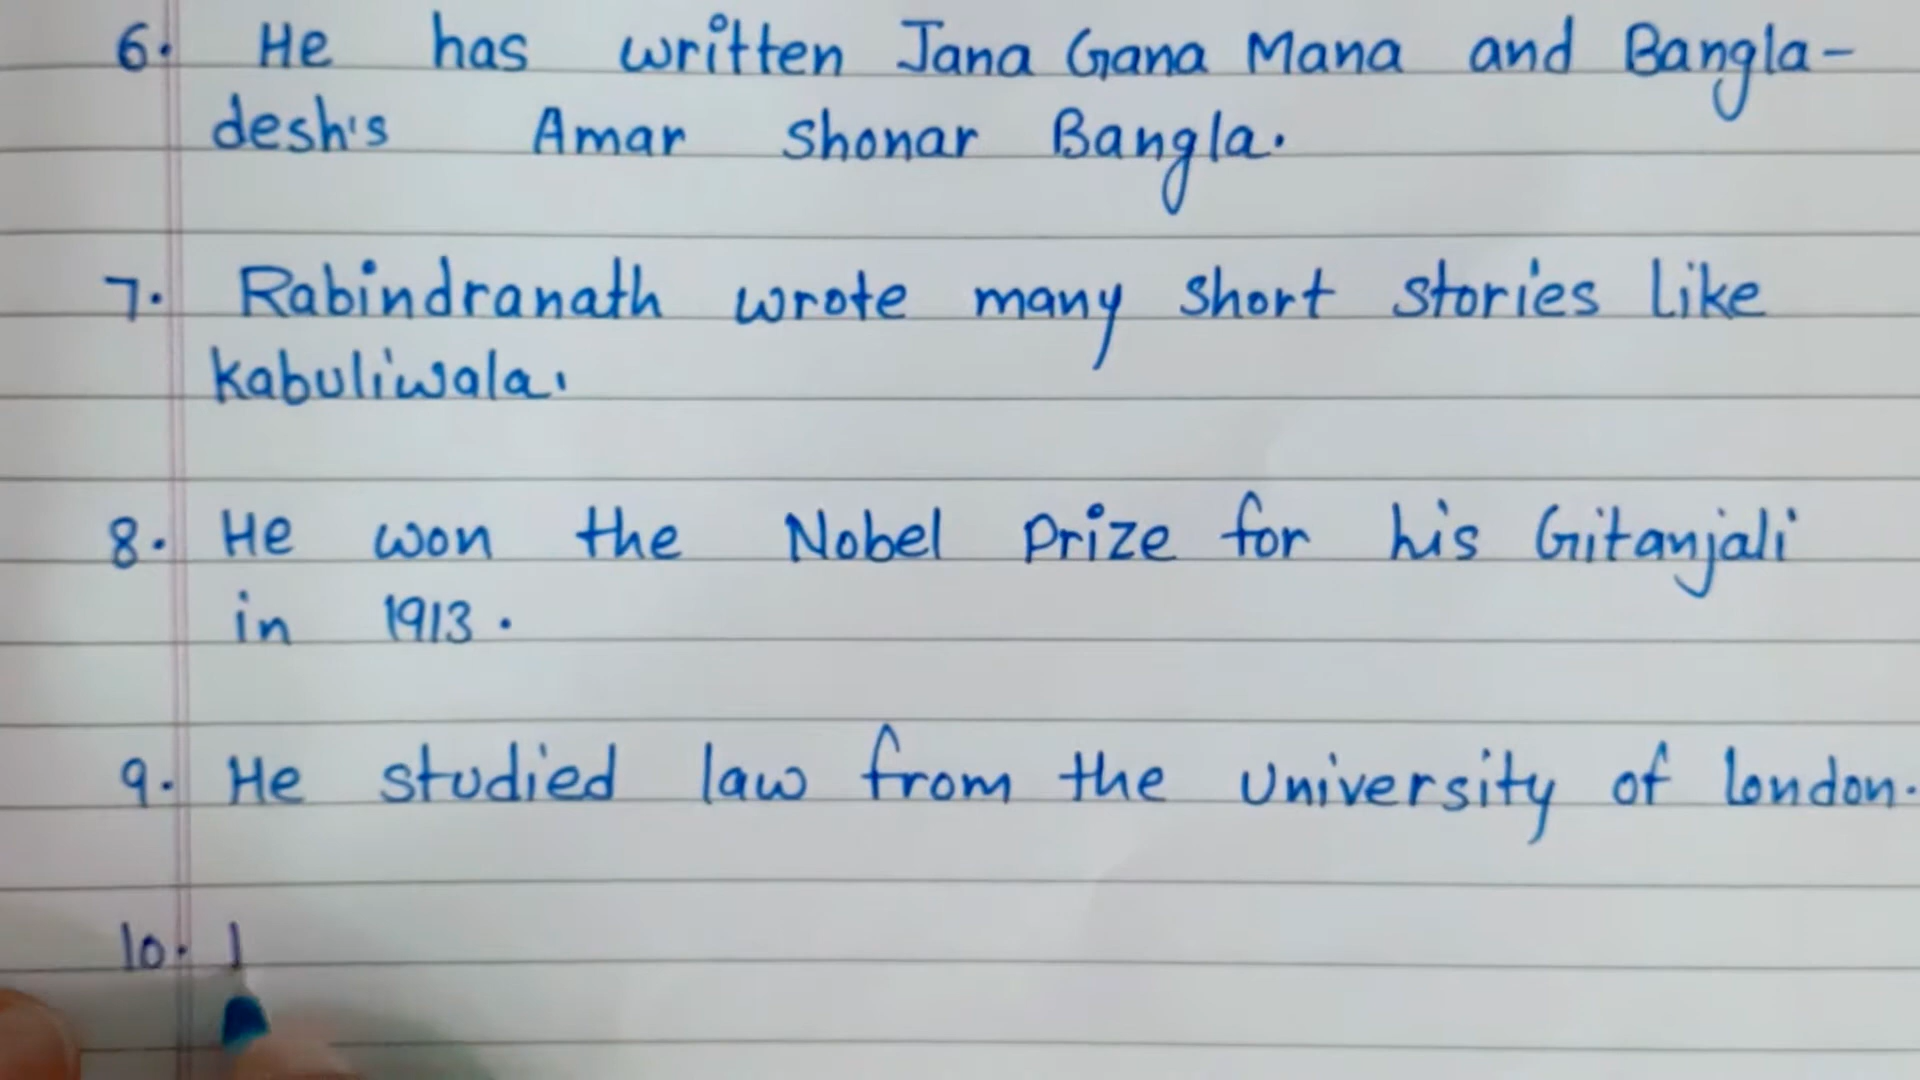 6. He has written Jana Gana Mana and Bangla-
desh's Amar Shonar Bangla.
7. Rabindranath wrote many short stories like
kabuliwala.
8. He won the Nobel Prize for his Gitanjali
in 1913.
9. He studied law from the University of London.
10.